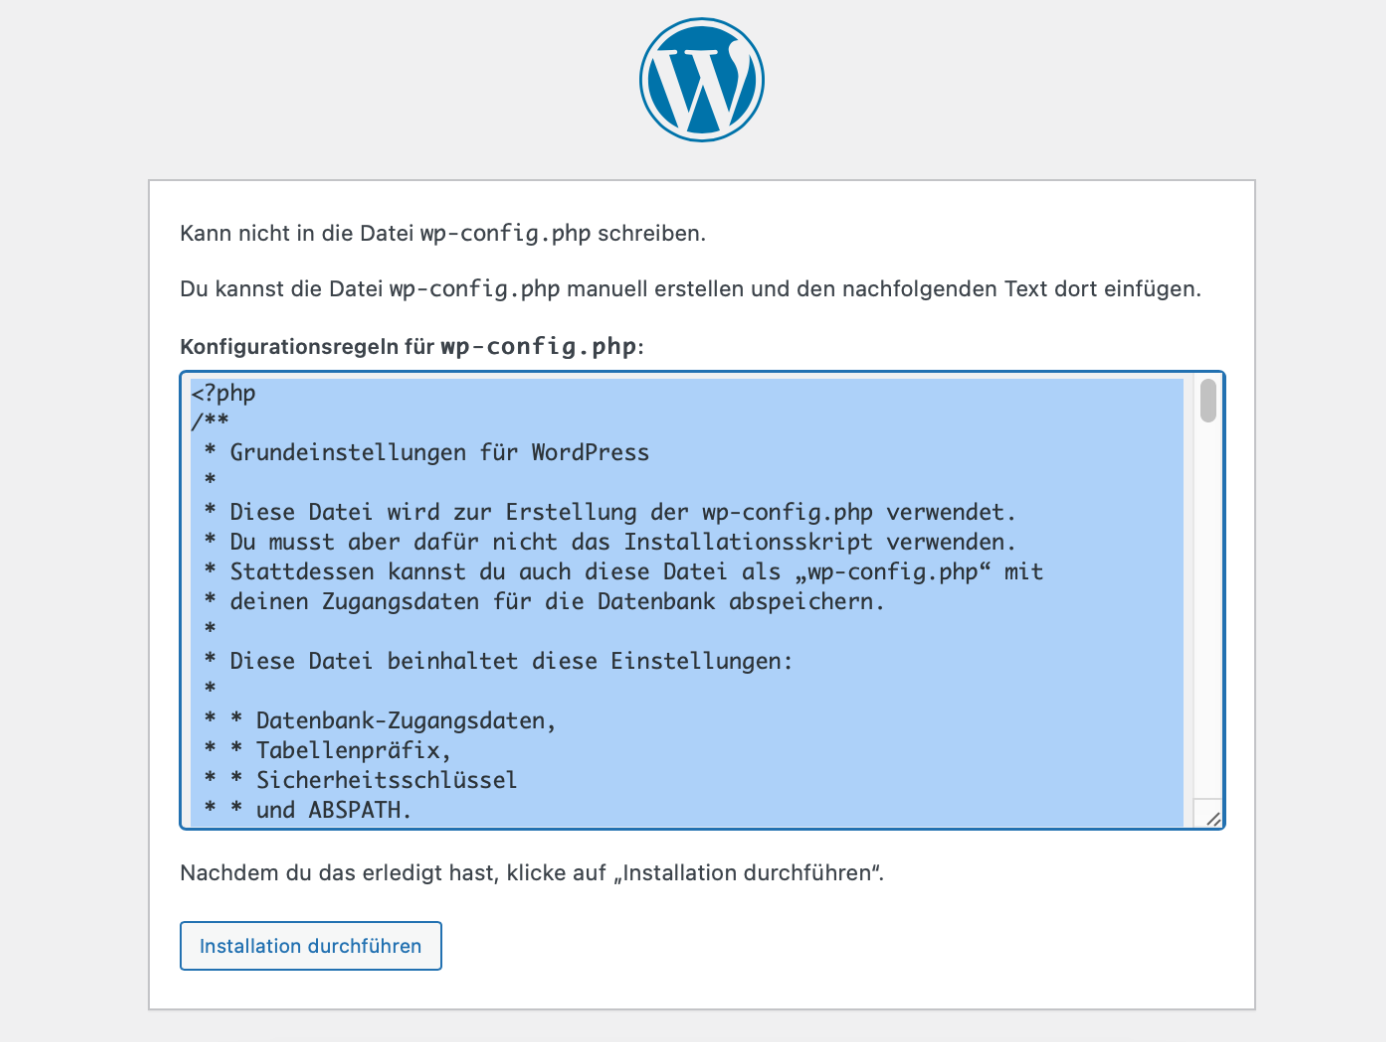 W
Kann nicht in die Datei wp-config.php schreiben.
Du kannst die Datei wp-config.php manuell erstellen und den nachfolgenden Text dort einfügen.
Konfigurationsregeln für wp-config.php:
<?php
/**
 * Grundeinstellungen für WordPress
 *
 * Diese Datei wird zur Erstellung der wp-config.php verwendet.
 * Du musst aber dafür nicht das Installationsskript verwenden.
 * Stattdessen kannst du auch diese Datei als „wp-config.php“ mit
 * deinen Zugangsdaten für die Datenbank abspeichern.
 *
 * Diese Datei beinhaltet diese Einstellungen:
 *
 * * Datenbank-Zugangsdaten,
 * * Tabellenpräfix,
 * * Sicherheitsschlüssel
 * * und ABSPATH.
Nachdem du das erledigt hast, klicke auf „Installation durchführen“.
Installation durchführen